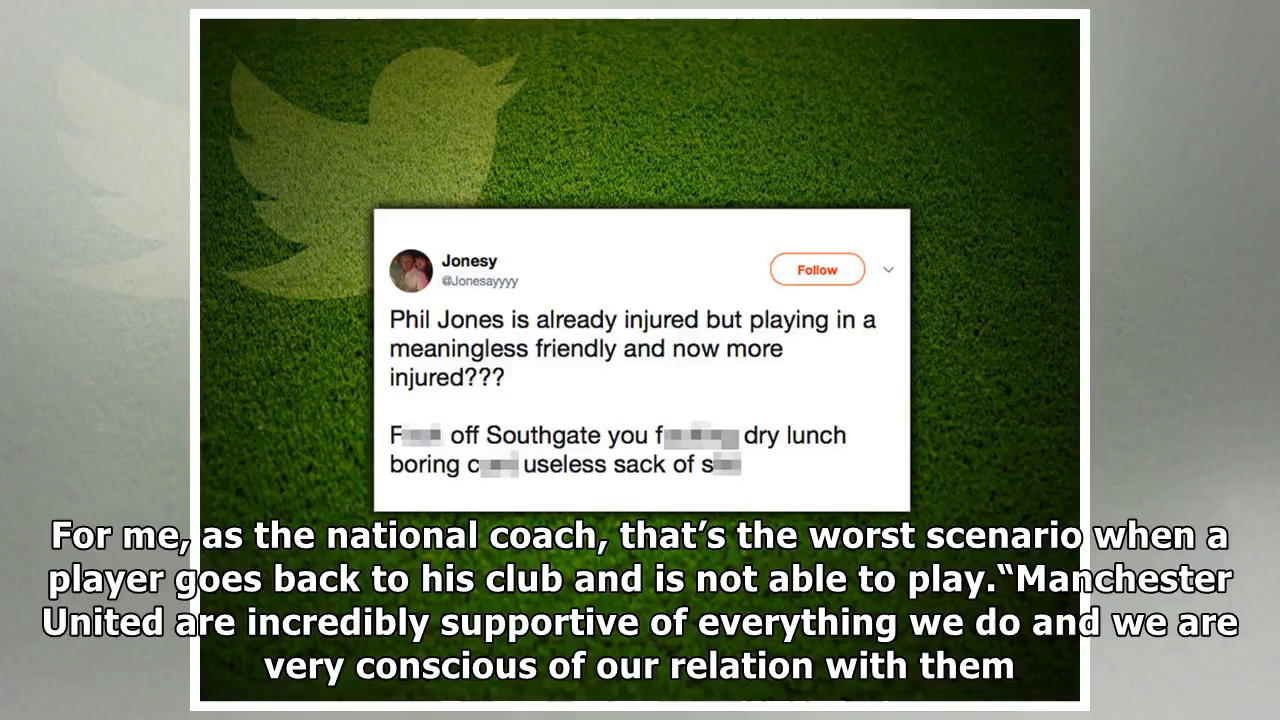 Jonesy
@Jonesayyyy
Follow
Phil Jones is already injured but playing in a
meaningless friendly and now more
injured???
F off Southgate you f dry lunch
boring c useless sack of s
For me, as the national coach, that’s the worst scenario when a
player goes back to his club and is not able to play.“Manchester
United are incredibly supportive of everything we do and we are
very conscious of our relation with them